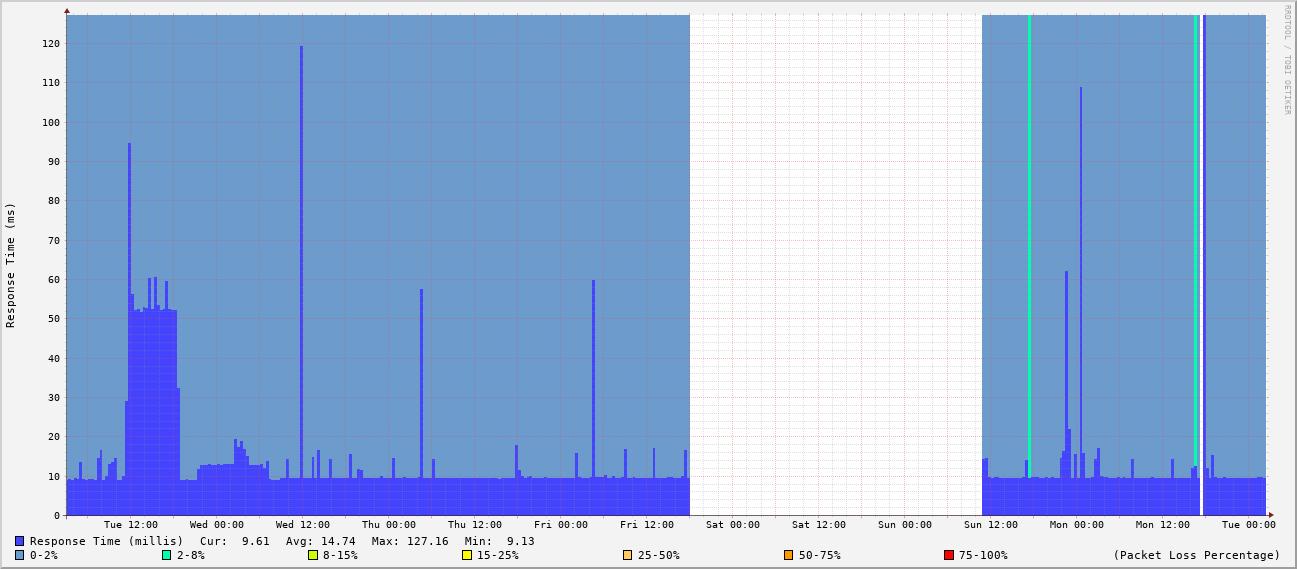 RRDTOOL / TOBI OETIKER
Response Time (ms)
120
110
100
90
80
70
60
50
40
30
20
10
0
Tue 12:00 Wed 00:00 Wed 12:00 Thu 00:00 Thu 12:00 Fri 00:00 Fri 12:00 Sat 00:00 Sat 12:00 Sun 00:00 Sun 12:00 Mon 00:00 Mon 12:00 Tue 00:00
Response Time (millis) Cur: 9.61 Avg: 14.74 Max: 127.16 Min: 9.13
0-2% 2-8% 8-15% 15-25% 25-50% 50-75% 75-100% (Packet Loss Percentage)